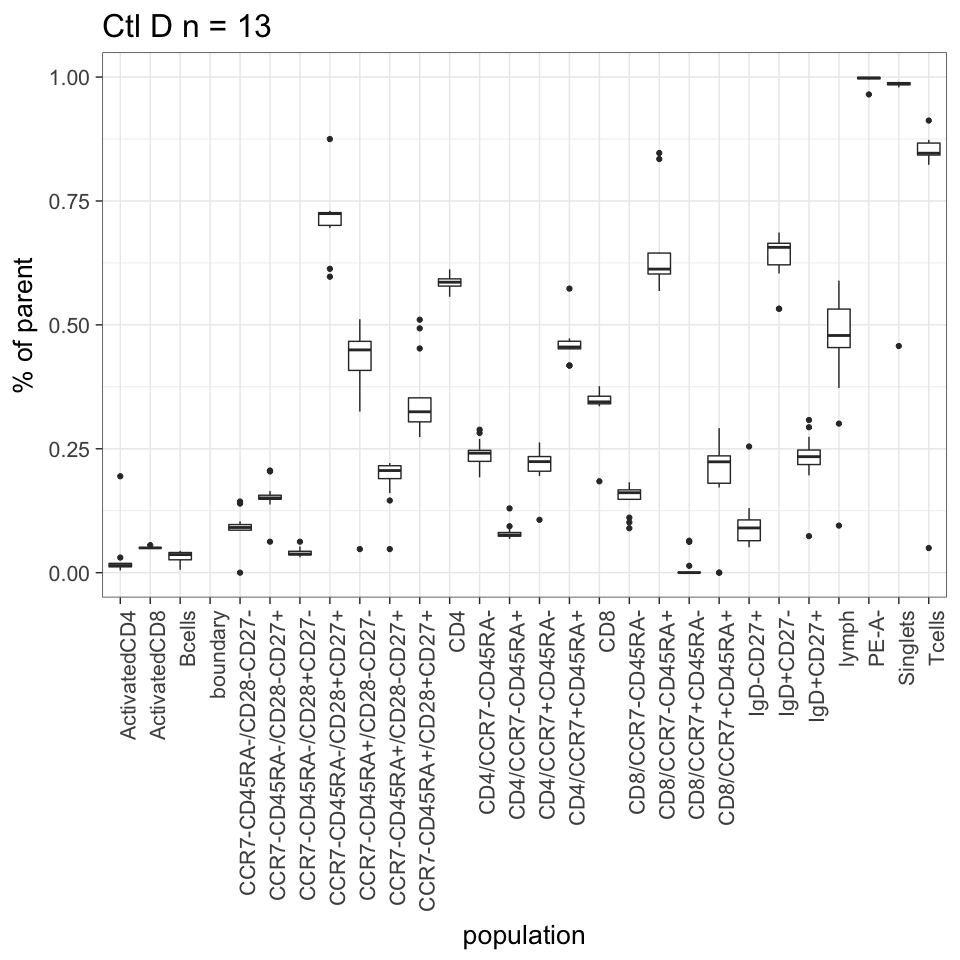 Ctl D n = 13
% of parent
1.00
0.75
0.50
0.25
0.00
ActivatedCD4
ActivatedCD8
Bcells
boundary
CCR7-CD45RA-/CD28-CD27-
CCR7-CD45RA-/CD28-CD27+
CCR7-CD45RA-/CD28+CD27-
CCR7-CD45RA-/CD28+CD27+
CCR7-CD45RA+/CD28-CD27-
CCR7-CD45RA+/CD28-CD27+
CCR7-CD45RA+/CD28+CD27+
CD4
CD4/CCR7-CD45RA-
CD4/CCR7-CD45RA+
CD4/CCR7+CD45RA-
CD4/CCR7+CD45RA+
CD8
CD8/CCR7-CD45RA-
CD8/CCR7-CD45RA+
CD8/CCR7+CD45RA-
CD8/CCR7+CD45RA+
IgD-CD27+
IgD+CD27-
IgD+CD27+
lymph
PE-A-
Singlets
Tcells
population